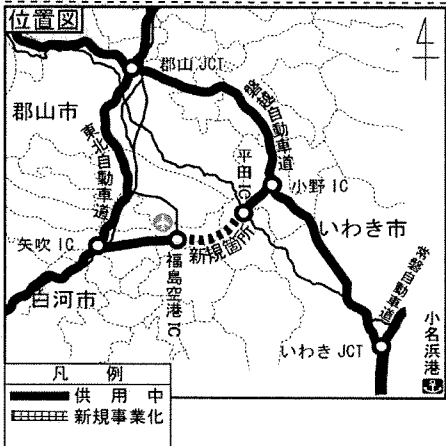 位置図
郡山JCT
郡山市
磐越自動車道
東北自動車道
平田IC
小野IC
いわき市
矢吹IC
新規箇所
福島空港IC
常磐自動車道
白河市
小名浜港
いわきJCT
凡例
供用中
新規事業化